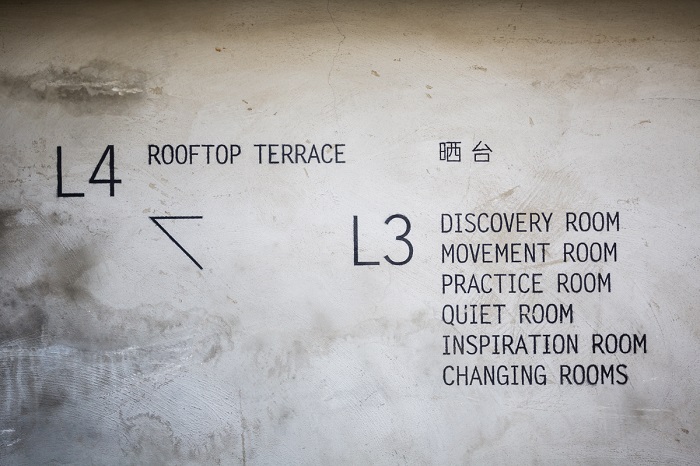 L4 ROOFTOP TERRACE 晒台
L3 DISCOVERY ROOM
MOVEMENT ROOM
PRACTICE ROOM
QUIET ROOM
INSPIRATION ROOM
CHANGING ROOMS